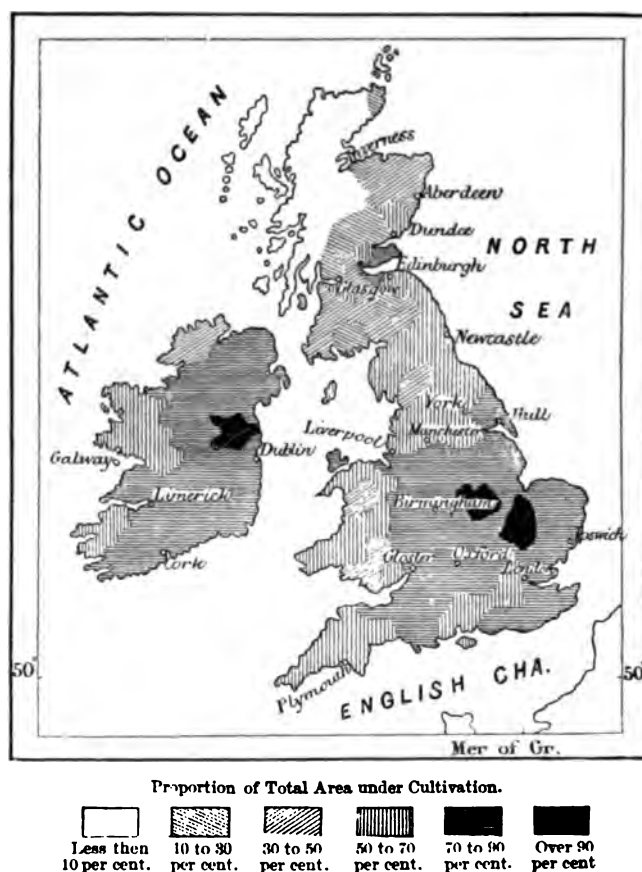 ATLANTIC OCEAN
Inverness
Aberdeen
Dundee
NORTH
Edinburgh
Glasgow
SEA
Newcastle
York
Hull
Liverpool
Manchester
Galway
Dublin
Limerick
Birmingham
Ipswich
Gloster
Oxford
London
Cork
50°
50°
Plymouth
ENGLISH CHA.
Mer of Gr.
Proportion of Total Area under Cultivation.
Less then 10 to 30 30 to 50 50 to 70 70 to 90 Over 90
10 per cent. per cent. per cent. per cent. per cent. per cent